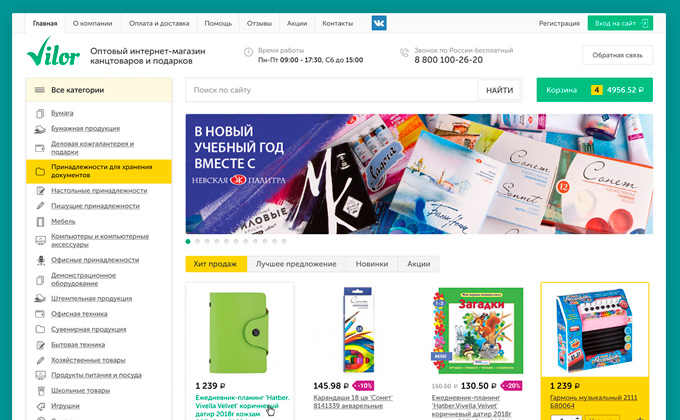 Главная О компании Оплата и доставка Помощь Отзывы Акции Контакты Регистрация Вход на сайт
Vilor
Оптовый интернет-магазин
канцтоваров и подарков
Время работы
Пн-Пт 09:00 - 17:30, Сб до 15:00
Звонок по России бесплатный
8 800 100-26-20
Обратная связь
Все категории
Поиск по сайту НАЙТИ
Корзина 4 4956.52 ₽
Бумага
Бумажная продукция
Деловая кожгалантерея и
подарки
Принадлежности для хранения
документов
Настольные принадлежности
Пишущие принадлежности
Мебель
Компьютеры и компьютерные
аксессуары
Офисные принадлежности
Демонстрационное
оборудование
Штемпельная продукция
Офисная техника
Сувенирная продукция
Бытовая техника
Хозяйственные товары
Продукты питания и посуда
Школьные товары
Игрушки
В НОВЫЙ
УЧЕБНЫЙ ГОД
ВМЕСТЕ С
НЕВСКАЯ ПАЛИТРА
Сонет
Sonnet
Сонет
12
Хит продаж Лучшее предложение Новинки Акции
Загадки
МИНИ
1 239 ₽
Ежедневник-планинг 'Hatber.
Vivella Velvet' коричневый
датир 2018г кожзам
145.98 ₽ -10%
Карандаши 18 цв 'Сонет'
8141339 акварельные
150.50 ₽ 130.50 ₽ -20%
Ежедневник-планинг 'Hatber.
Vivella Velvet' коричневый
датир 2018г кожзам
1 239 ₽
Гармонь музыкальный 2111
680064